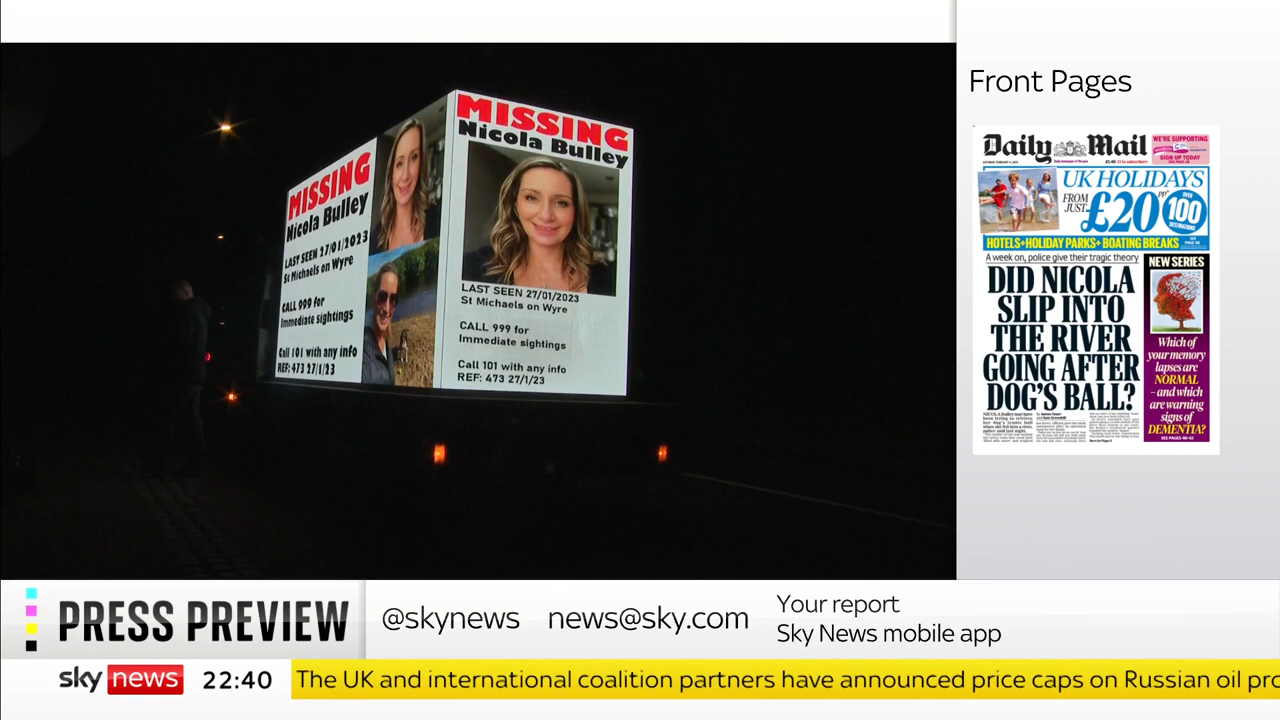 MISSING
Nicola Bulley
LAST SEEN 27/01/2023
St Michaels on Wyre
CALL 999 for
Immediate sightings
Call 101 with any info
REF: 473 27/1/23
MISSING
Nicola Bulley
LAST SEEN 27/01/2023
St Michaels on Wyre
CALL 999 for
Immediate sightings
Call 101 with any info
REF: 473 27/1/23
Front Pages
Daily Mail
WE'RE SUPPORTING
SIGN UP TODAY
UK HOLIDAYS
FROM
JUST
£20pp*
100
HOTELS+HOLIDAY PARKS+BOATING BREAKS
A week on, police give their tragic theory
DID NICOLA
SLIP INTO
THE RIVER
GOING AFTER
DOG'S BALL?
NEW SERIES
Which of
your memory
lapses are
NORMAL
– and which
are warning
signs of
DEMENTIA?
SEE PAGES 40-42
PRESS PREVIEW
@skynews news@sky.com
Your report
Sky News mobile app
sky news 22:40
The UK and international coalition partners have announced price caps on Russian oil pro